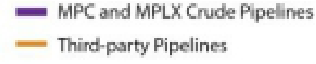 MPC and MPLX Crude Pipelines
Third-party Pipelines